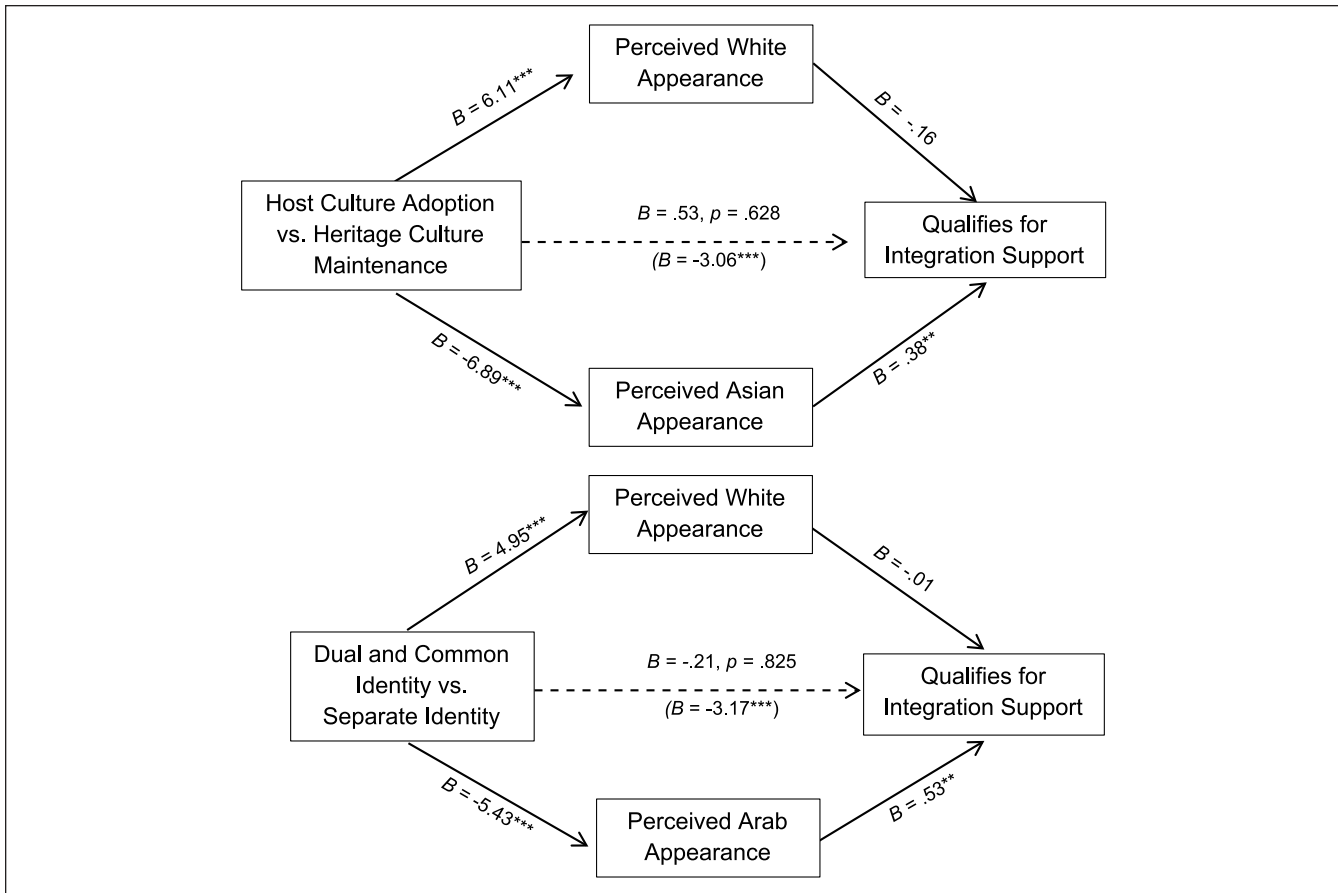 Perceived White
Appearance
B = 6.11***
B = -.16
Host Culture Adoption
vs. Heritage Culture
Maintenance
B = .53, p = .628
(B = -3.06***)
Qualifies for
Integration Support
B = -6.89***
B = .38**
Perceived Asian
Appearance
Perceived White
Appearance
B = 4.95***
B = -.01
Dual and Common
Identity vs.
Separate Identity
B = -.21, p = .825
(B = -3.17***)
Qualifies for
Integration Support
B = -5.43***
B = .53**
Perceived Arab
Appearance